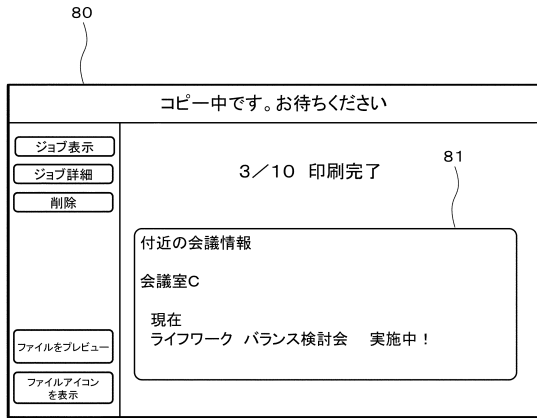 80
コピー中です。お待ちください
ジョブ表示
ジョブ詳細
削除
ファイルをプレビュー
ファイルアイコン
を表示
3/10 印刷完了
81
付近の会議情報
会議室C
現在
ライフワーク バランス検討会 実施中!